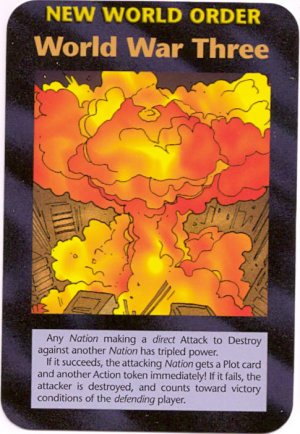 NEW WORLD ORDER
World War Three
Any Nation making a direct Attack to Destroy
against another Nation has tripled power.
If it succeeds, the attacking Nation gets a Plot card
and another Action token immediately! If it fails, the
attacker is destroyed, and counts toward victory
conditions of the defending player.